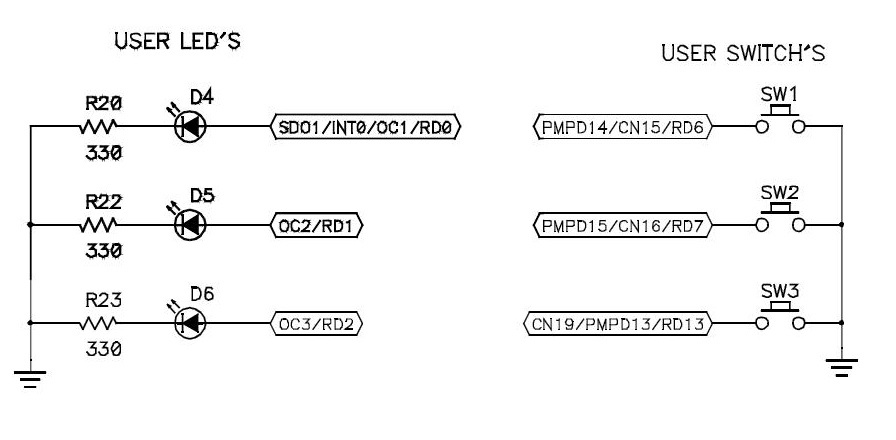 USER LED'S
USER SWITCH'S
R20 D4
SDO1/INT0/OC1/RD0
330
PMPD14/CN15/RD6
SW1
R22 D5
OC2/RD1
330
PMPD15/CN16/RD7
SW2
R23 D6
OC3/RD2
330
CN19/PMPD13/RD13
SW3